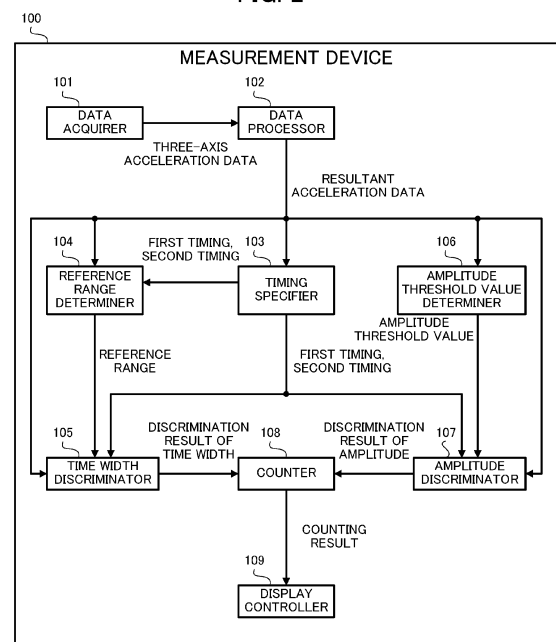 100
MEASUREMENT DEVICE
101
DATA
ACQUIRER
102
DATA
PROCESSOR
THREE-AXIS
ACCELERATION DATA
RESULTANT
ACCELERATION DATA
104
REFERENCE
RANGE
DETERMINER
FIRST TIMING,
SECOND TIMING
103
TIMING
SPECIFIER
106
AMPLITUDE
THRESHOLD VALUE
DETERMINER
REFERENCE
RANGE
FIRST TIMING,
SECOND TIMING
AMPLITUDE
THRESHOLD VALUE
105
TIME WIDTH
DISCRIMINATOR
DISCRIMINATION
RESULT OF
TIME WIDTH
108
COUNTER
DISCRIMINATION
RESULT OF
AMPLITUDE
107
AMPLITUDE
DISCRIMINATOR
COUNTING
RESULT
109
DISPLAY
CONTROLLER